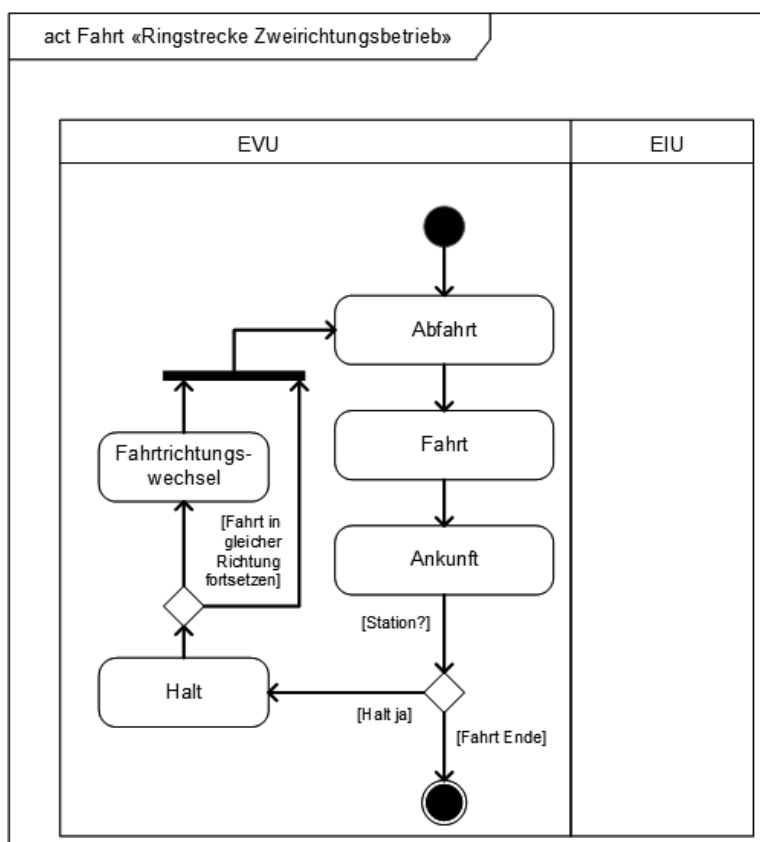 act Fahrt «Ringstrecke Zweirichtungsbetrieb»
EVU
EIU
Abfahrt
Fahrtrichtungs-
wechsel
Fahrt
[Fahrt in
gleicher
Richtung
fortsetzen]
Ankunft
[Station?]
Halt
[Halt ja]
[Fahrt Ende]